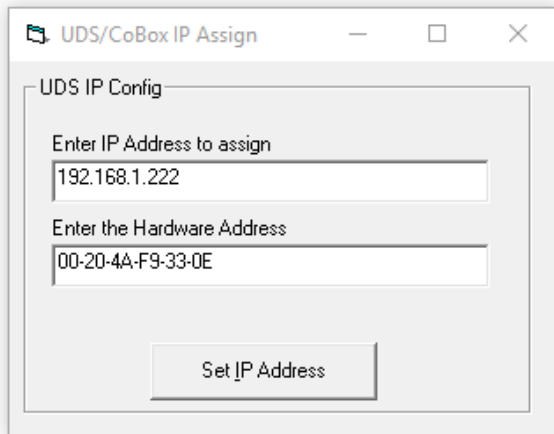 UDS/CoBox IP Assign
UDS IP Config
Enter IP Address to assign
192.168.1.222
Enter the Hardware Address
00-20-4A-F9-33-0E
Set IP Address